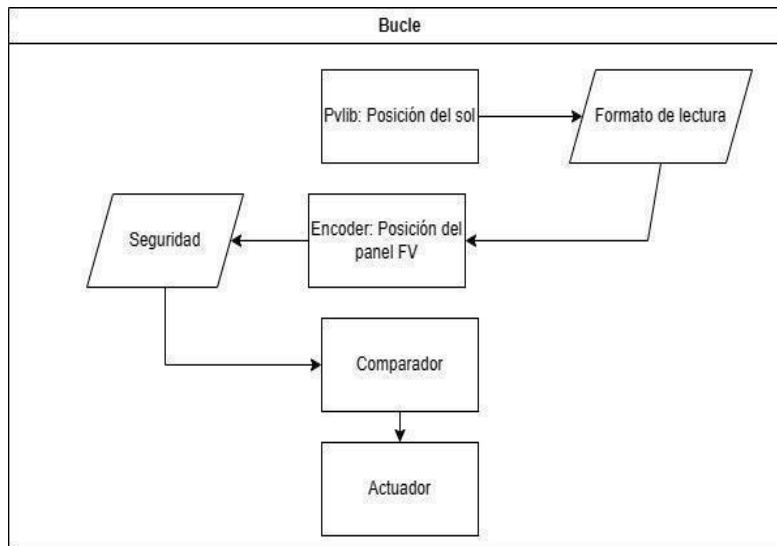 Bucle
Pvlib: Posición del sol
Formato de lectura
Encoder: Posición del
panel FV
Seguridad
Comparador
Actuador